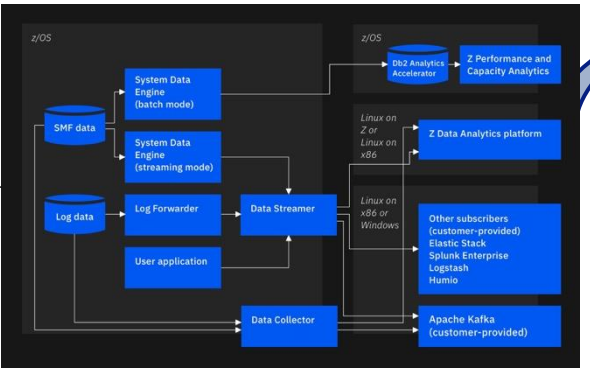 z/OS
SMF data
Log data
System Data
Engine
(batch mode)
System Data
Engine
(streaming mode)
Log Forwarder
User application
Data Streamer
Data Collector
z/OS
Db2 Analytics
Accelerator
Z Performance and
Capacity Analytics
Linux on
Z or
Linux on
x86
Z Data Analytics platform
Linux on
x86 or
Windows
Other subscribers
(customer-provided)
Elastic Stack
Splunk Enterprise
Logstash
Humio
Apache Kafka
(customer-provided)